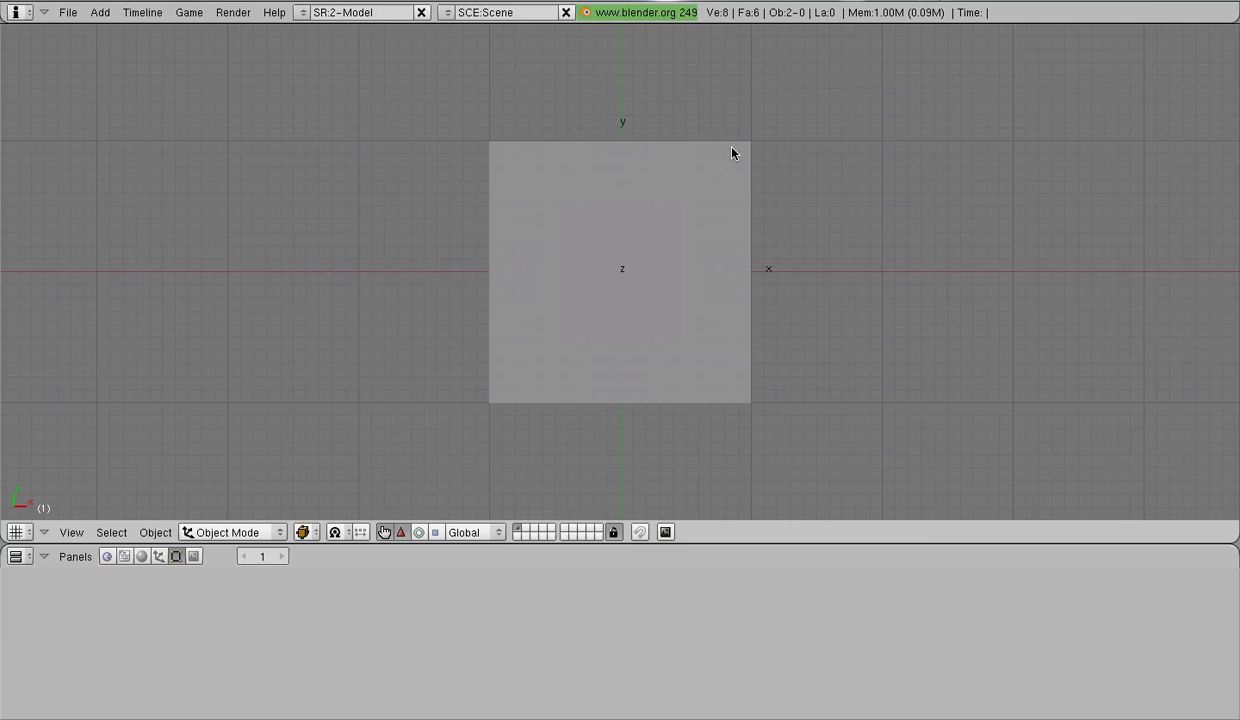 File Add Timeline Game Render Help SR:2-Model SCE:Scene www.blender.org 249 Ve:8 | Fa:6 | Ob:2-0 | La:0 | Mem:1.00M (0.09M) | Time: |
y
z x
(1)
View Select Object Object Mode Global
Panels 1